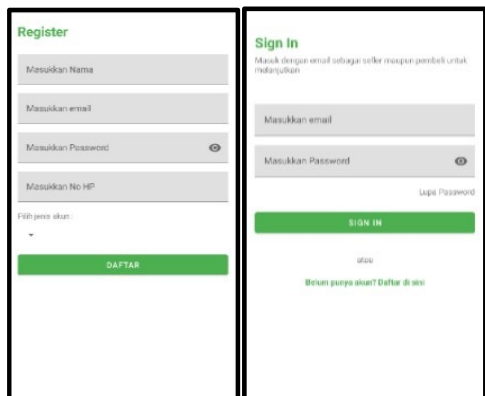 Register
Masukkan Nama
Masukkan email
Masukkan Password
Masukkan No HP
Pilih jenis akun :
DAFTAR
Sign In
Masuk dengan email sebagai seller maupun pembeli untuk
melanjutkan
Masukkan email
Masukkan Password
Lupa Password
SIGN IN
atau
Belum punya akun? Daftar di sini